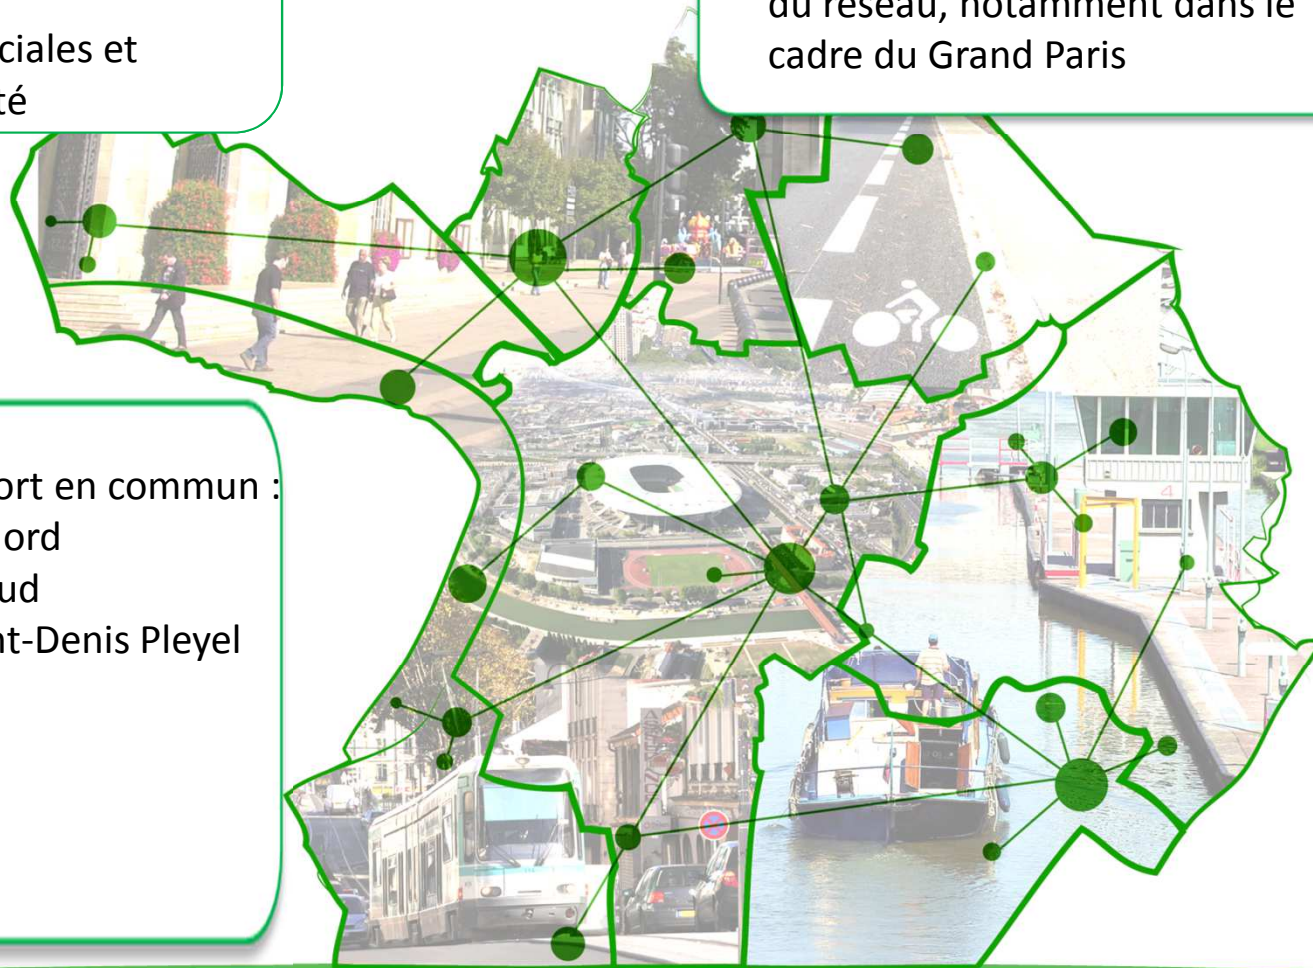 ciales et
té
du réseau, notamment dans le
cadre du Grand Paris
ort en commun :
ord
ud
nt-Denis Pleyel